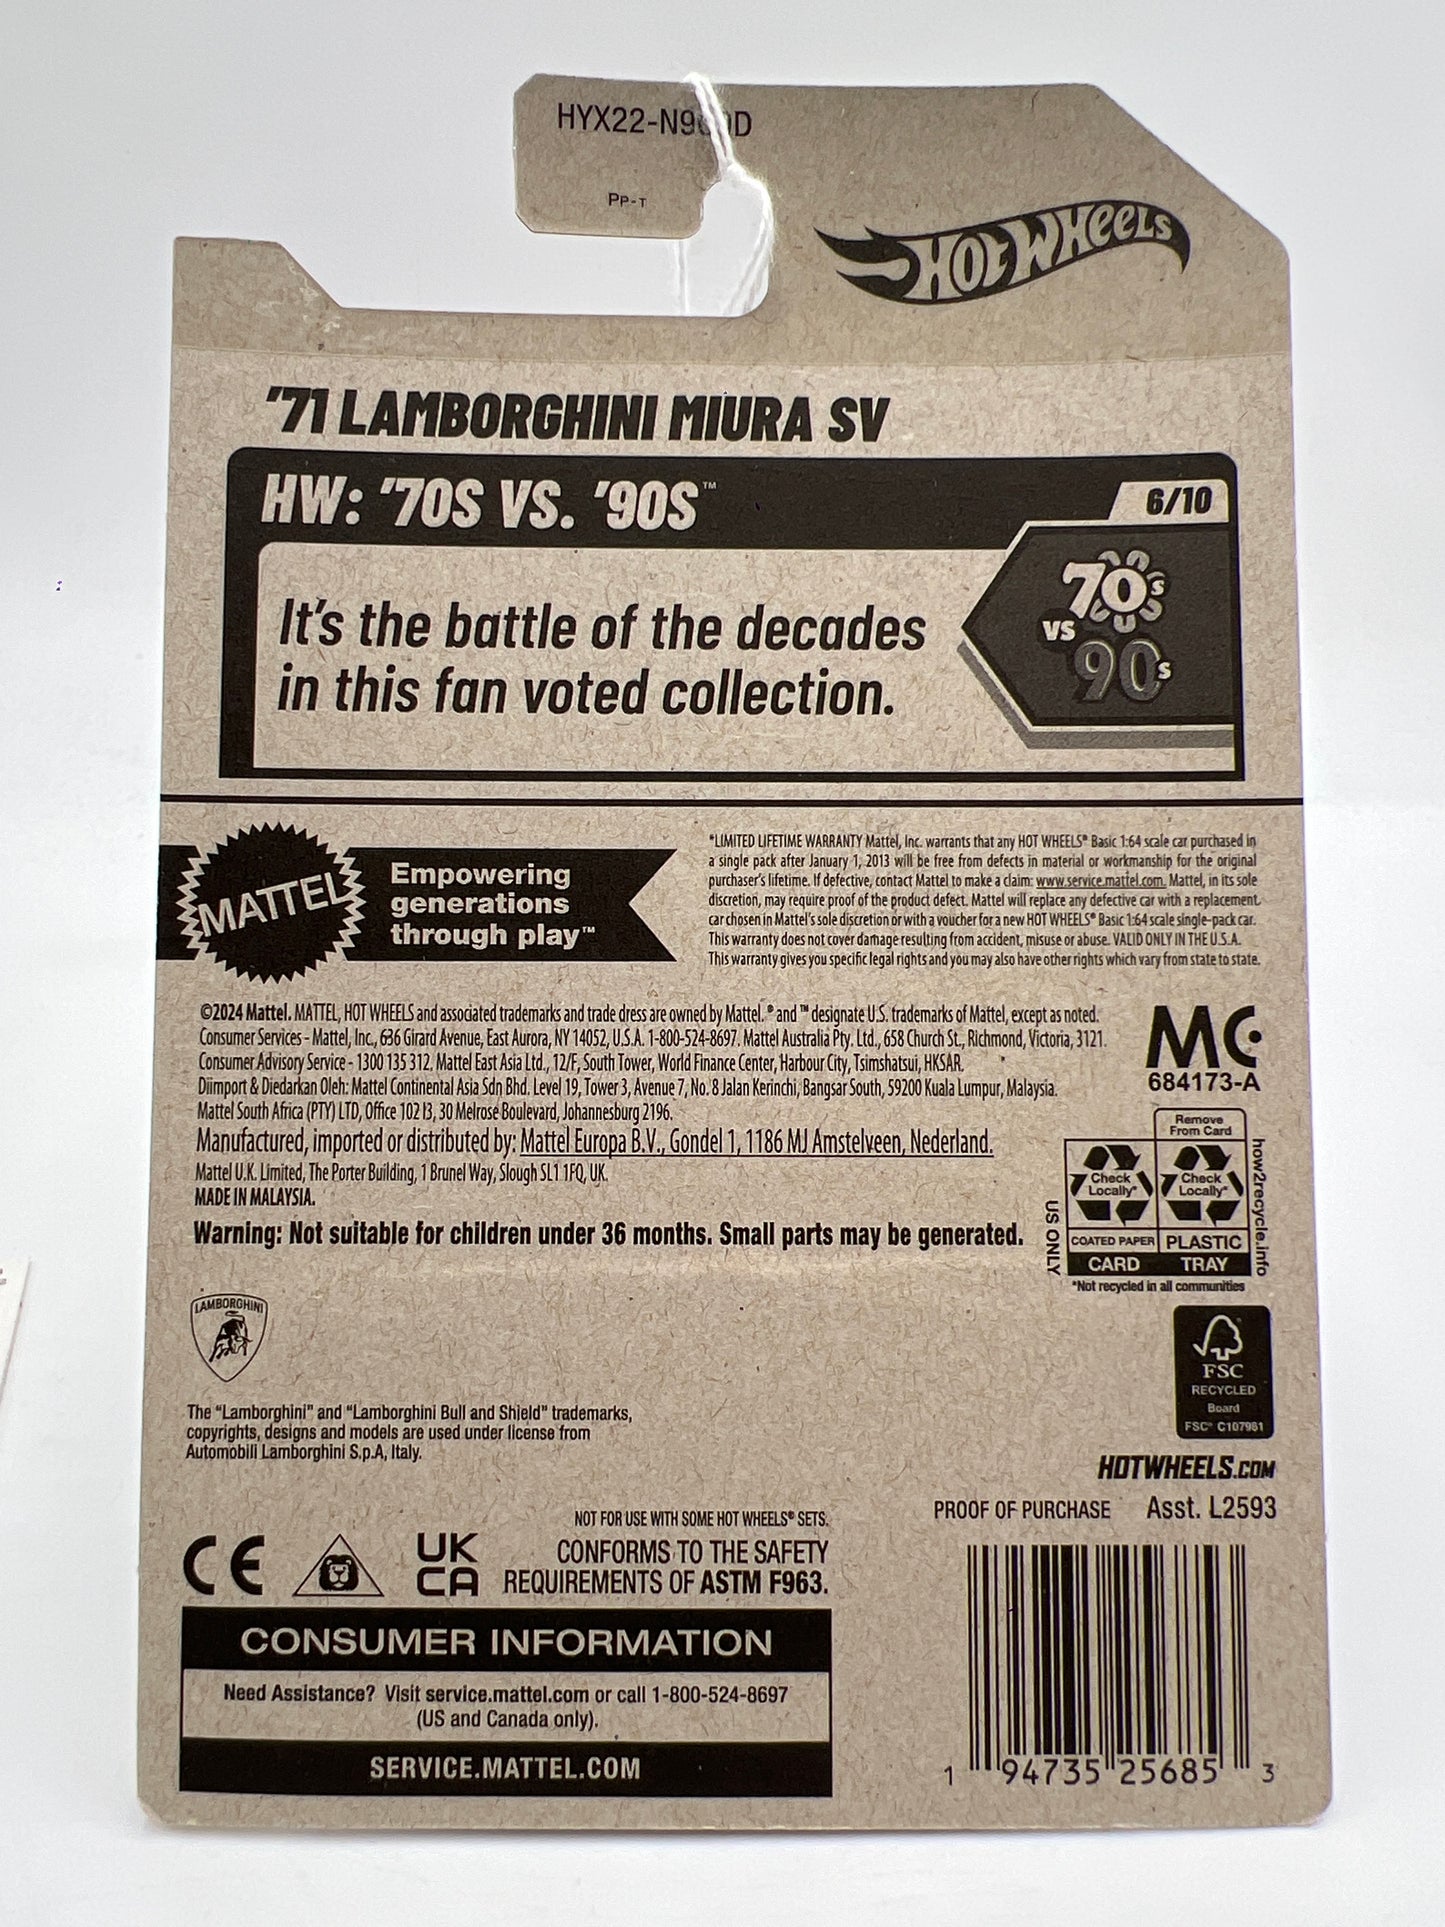 PP-T
HOT WHEELS
'71 LAMBORGHINI MIURA SV
HW: '70S VS. '90S™
6/10
70s
VS
90s
It's the battle of the decades
in this fan voted collection.
MATTEL
Empowering
generations
through play™
*LIMITED LIFETIME WARRANTY Mattel, Inc. warrants that any HOT WHEELS® Basic 1:64 scale car purchased in
a single pack after January 1, 2013 will be free from defects in material or workmanship for the original
purchaser's lifetime. If defective, contact Mattel to make a claim: www.service.mattel.com. Mattel, in its sole
discretion, may require proof of the product defect. Mattel will replace any defective car with a replacement
car chosen in Mattel's sole discretion or with a voucher for a new HOT WHEELS® Basic 1:64 scale single-pack car.
This warranty does not cover damage resulting from accident, misuse or abuse. VALID ONLY IN THE U.S.A.
This warranty gives you specific legal rights and you may also have other rights which vary from state to state.
©2024 Mattel. MATTEL, HOT WHEELS and associated trademarks and trade dress are owned by Mattel. ® and ™ designate U.S. trademarks of Mattel, except as noted.
Consumer Services - Mattel, Inc., 636 Girard Avenue, East Aurora, NY 14052, U.S.A. 1-800-524-8697. Mattel Australia Pty. Ltd., 658 Church St., Richmond, Victoria, 3121.
Consumer Advisory Service - 1300 135 312. Mattel East Asia Ltd., 12/F, South Tower, World Finance Center, Harbour City, Tsimshatsui, HKSAR.
Diimport & Diedarkan Oleh: Mattel Continental Asia Sdn Bhd. Level 19, Tower 3, Avenue 7, No. 8 Jalan Kerinchi, Bangsar South, 59200 Kuala Lumpur, Malaysia.
Mattel South Africa (PTY) LTD, Office 102 I3, 30 Melrose Boulevard, Johannesburg 2196.
Manufactured, imported or distributed by: Mattel Europa B.V., Gondel 1, 1186 MJ Amstelveen, Nederland.
Mattel U.K. Limited, The Porter Building, 1 Brunel Way, Slough SL1 1FQ, UK.
MADE IN MALAYSIA.
Warning: Not suitable for children under 36 months. Small parts may be generated.
MC
684173-A
Remove
From Card
Check
Locally*
Check
Locally*
COATED PAPER
PLASTIC
CARD
TRAY
US ONLY
how2recycle.info
*Not recycled in all communities
LAMBORGHINI
The "Lamborghini" and "Lamborghini Bull and Shield" trademarks,
copyrights, designs and models are used under license from
Automobili Lamborghini S.p.A, Italy.
FSC
RECYCLED
Board
FSC® C107981
HOTWHEELS.COM
PROOF OF PURCHASE Asst. L2593
NOT FOR USE WITH SOME HOT WHEELS® SETS.
CE
UK
CA
CONFORMS TO THE SAFETY
REQUIREMENTS OF ASTM F963.
CONSUMER INFORMATION
Need Assistance? Visit service.mattel.com or call 1-800-524-8697
(US and Canada only).
SERVICE.MATTEL.COM
1 94735 25685 3